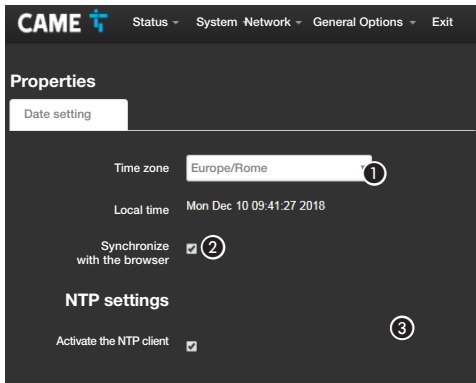 CAME Status System Network General Options Exit
Properties
Date setting
Time zone Europe/Rome 1
Local time Mon Dec 10 09:41:27 2018
Synchronize
with the browser 2
NTP settings
3
Activate the NTP client